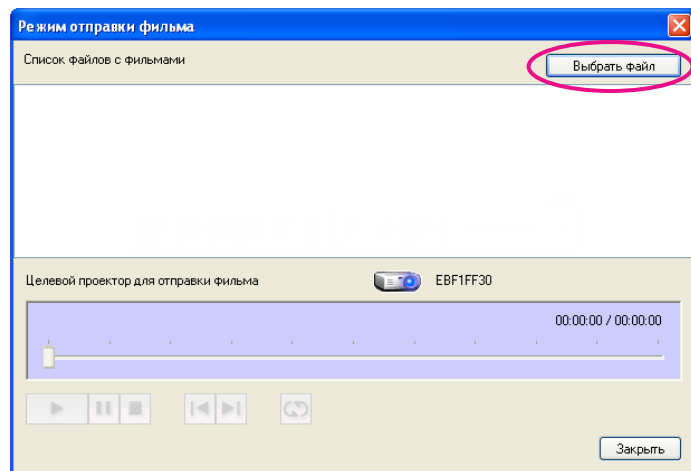 Режим отправки фильма
Список файлов с фильмами
Выбрать файл
Целевой проектор для отправки фильма
EBF1FF30
00:00:00 / 00:00:00
Закрыть